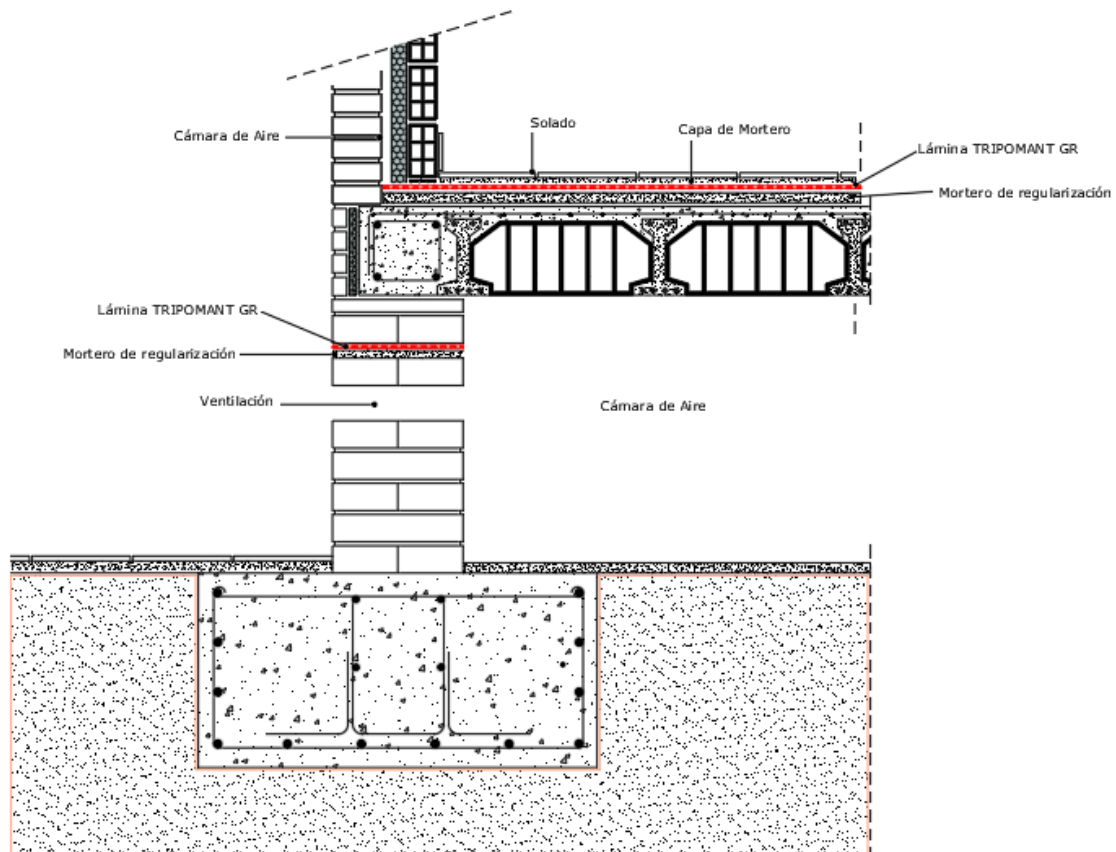 Solado
Capa de Mortero
Cámara de Aire
Lámina TRIPOMANT GR
Mortero de regularización
Lámina TRIPOMANT GR
Mortero de regularización
Ventilación
Cámara de Aire